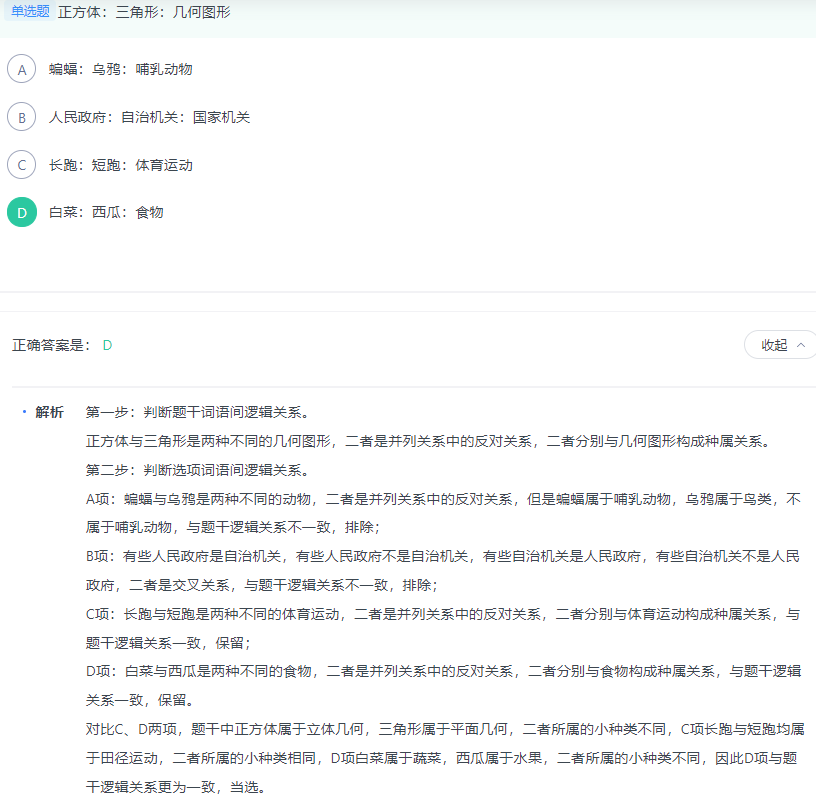 单选题 正方体：三角形：几何图形
A 蝙蝠：乌鸦：哺乳动物
B 人民政府：自治机关：国家机关
C 长跑：短跑：体育运动
D 白菜：西瓜：食物
正确答案是： D
收起
解析 第一步：判断题干词语间逻辑关系。
正方体与三角形是两种不同的几何图形，二者是并列关系中的反对关系，二者分别与几何图形构成种属关系。
第二步：判断选项词语间逻辑关系。
A项：蝙蝠与乌鸦是两种不同的动物，二者是并列关系中的反对关系，但是蝙蝠属于哺乳动物，乌鸦属于鸟类，不
属于哺乳动物，与题干逻辑关系不一致，排除；
B项：有些人民政府是自治机关，有些人民政府不是自治机关，有些自治机关是人民政府，有些自治机关不是人民
政府，二者是交叉关系，与题干逻辑关系不一致，排除；
C项：长跑与短跑是两种不同的体育运动，二者是并列关系中的反对关系，二者分别与体育运动构成种属关系，与
题干逻辑关系一致，保留；
D项：白菜与西瓜是两种不同的食物，二者是并列关系中的反对关系，二者分别与食物构成种属关系，与题干逻辑
关系一致，保留。
对比C、D两项，题干中正方体属于立体几何，三角形属于平面几何，二者所属的小种类不同，C项长跑与短跑均属
于田径运动，二者所属的小种类相同，D项白菜属于蔬菜，西瓜属于水果，二者所属的小种类不同，因此D项与题
干逻辑关系更为一致，当选。